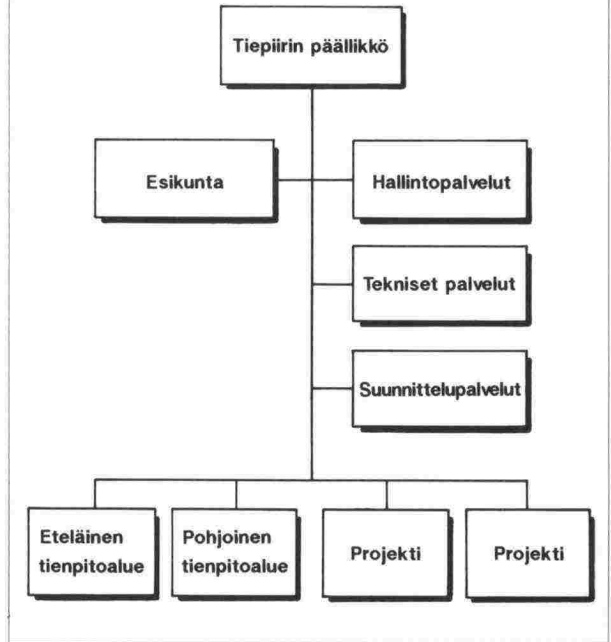 Tiepiirin päällikkö
Esikunta
Hallintopalvelut
Tekniset palvelut
Suunnittelupalvelut
Eteläinen
tienpitoalue
Pohjoinen
tienpitoalue
Projekti
Projekti